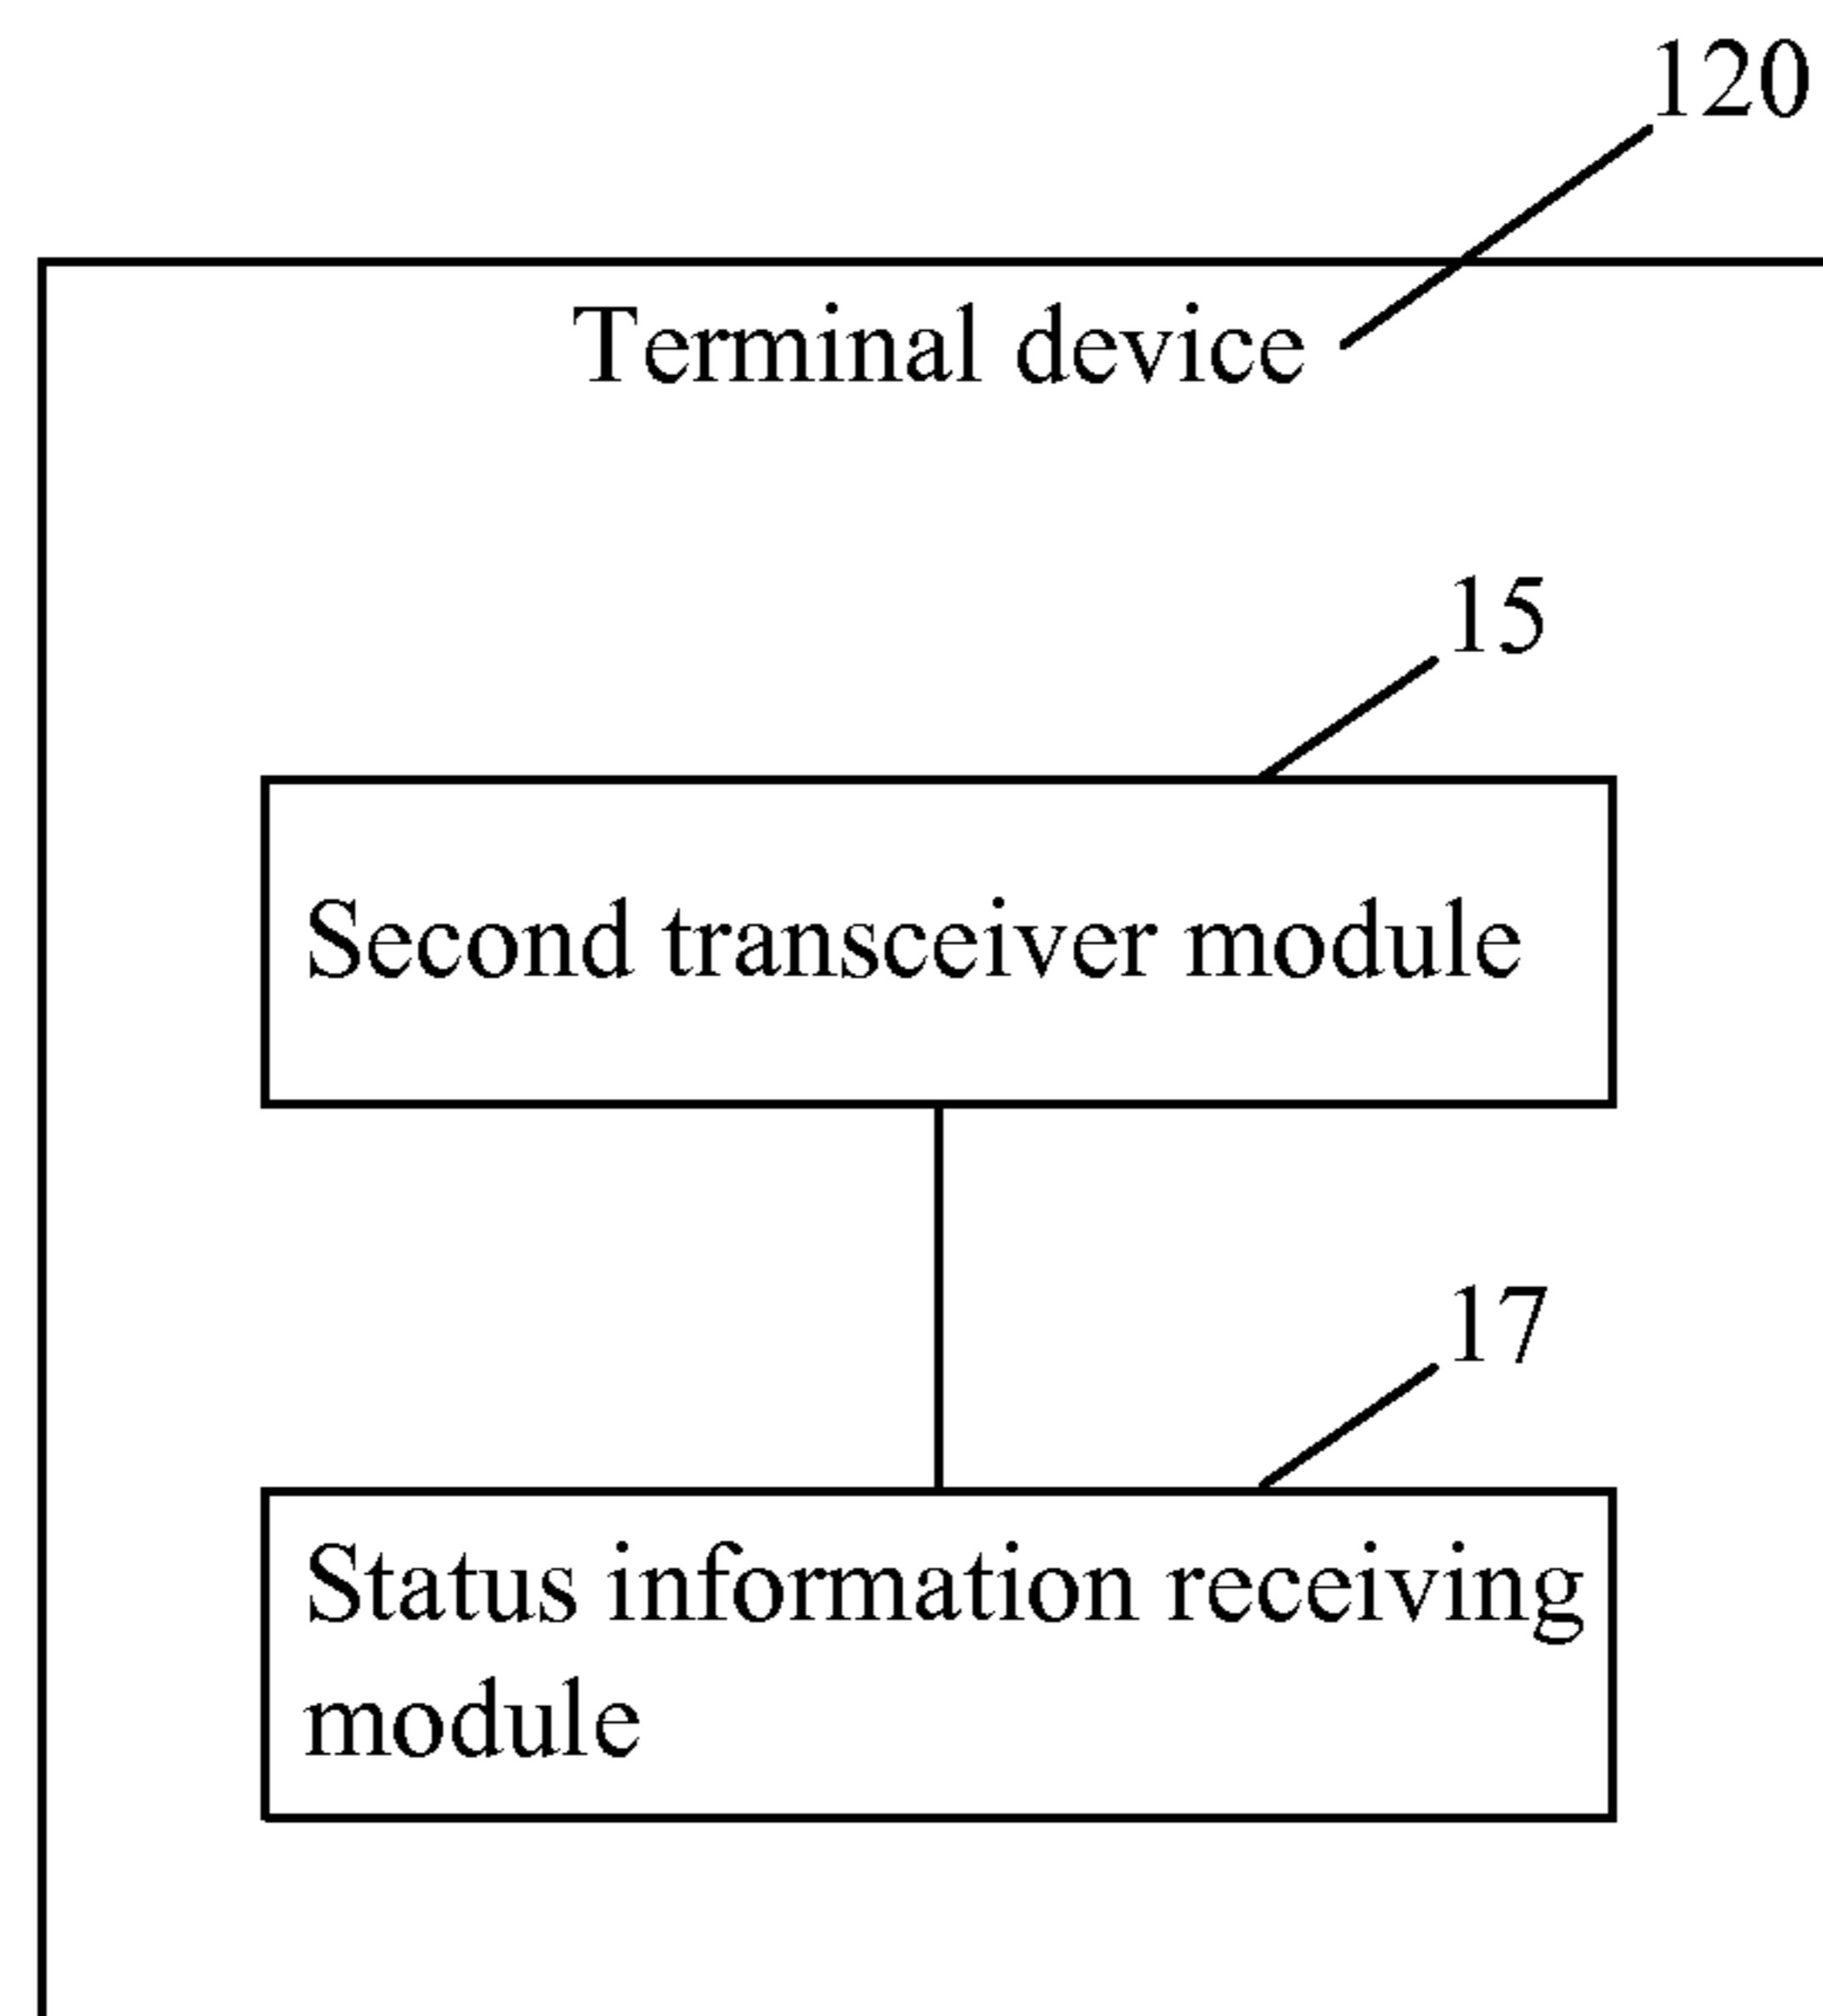 120
Terminal device
15
Second transceiver module
17
Status information receiving
module